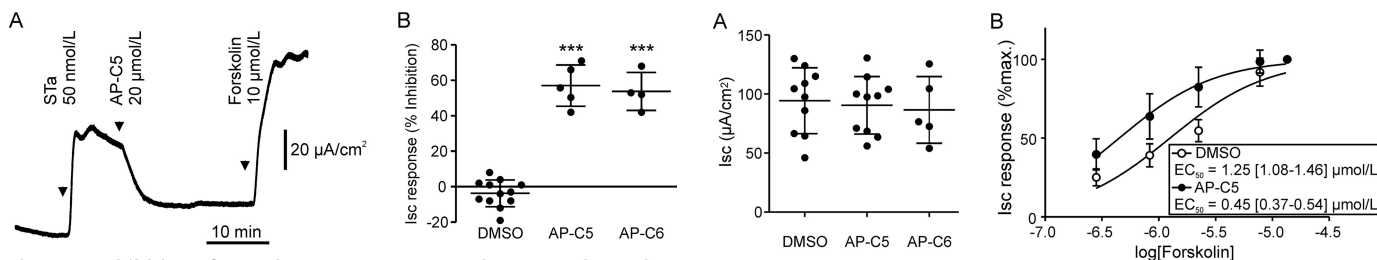 A
STa
50 nmol/L
AP-C5
20 µmol/L
Forskolin
10 µmol/L
20 µA/cm²
10 min
B
Isc response (% Inhibition)
80
60
40
20
0
-20
***
***
DMSO
AP-C5
AP-C6
A
Isc (µA/cm²)
150
100
50
0
DMSO
AP-C5
AP-C6
B
Isc response (%max.)
100
50
0
DMSO
EC50 = 1.25 [1.08-1.46] µmol/L
AP-C5
EC50 = 0.45 [0.37-0.54] µmol/L
-7.0
-6.5
-6.0
-5.5
-5.0
-4.5
log[Forskolin]